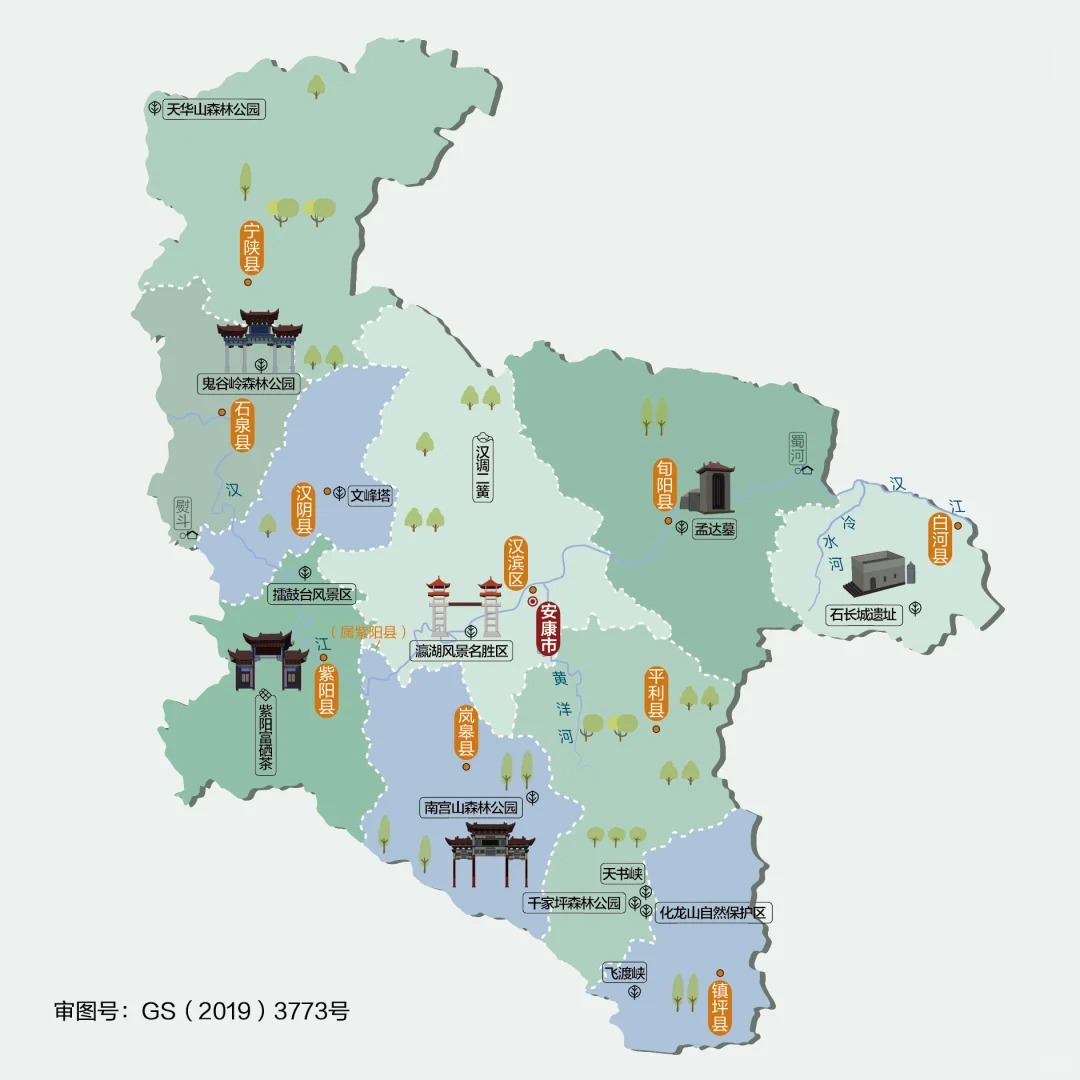 天华山森林公园
宁陕县
鬼谷岭森林公园
石泉县
汉调二簧
旬阳县
蜀河
汉
汉
江
汉阴县
文峰塔
熨斗
孟达墓
冷
水
河
白河县
汉滨区
擂鼓台风景区
石长城遗址
安康市
江
（属紫阳县）
瀛湖风景名胜区
紫阳县
黄
洋
河
平利县
紫阳富硒茶
岚皋县
南宫山森林公园
天书峡
千家坪森林公园
化龙山自然保护区
飞渡峡
镇坪县
审图号：GS（2019）3773号